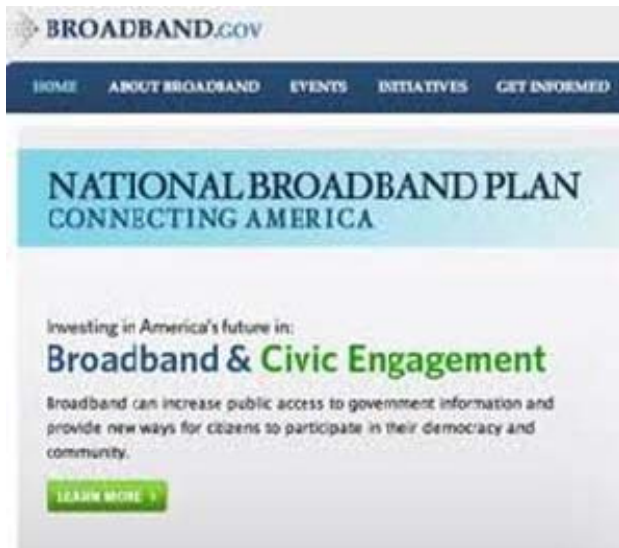 BROADBAND.GOV
HOME ABOUT BROADBAND EVENTS INITIATIVES GET INFORMED
NATIONAL BROADBAND PLAN
CONNECTING AMERICA
Investing in America's future in:
Broadband & Civic Engagement
Broadband can increase public access to government information and
provide new ways for citizens to participate in their democracy and
community.
LEARN MORE >